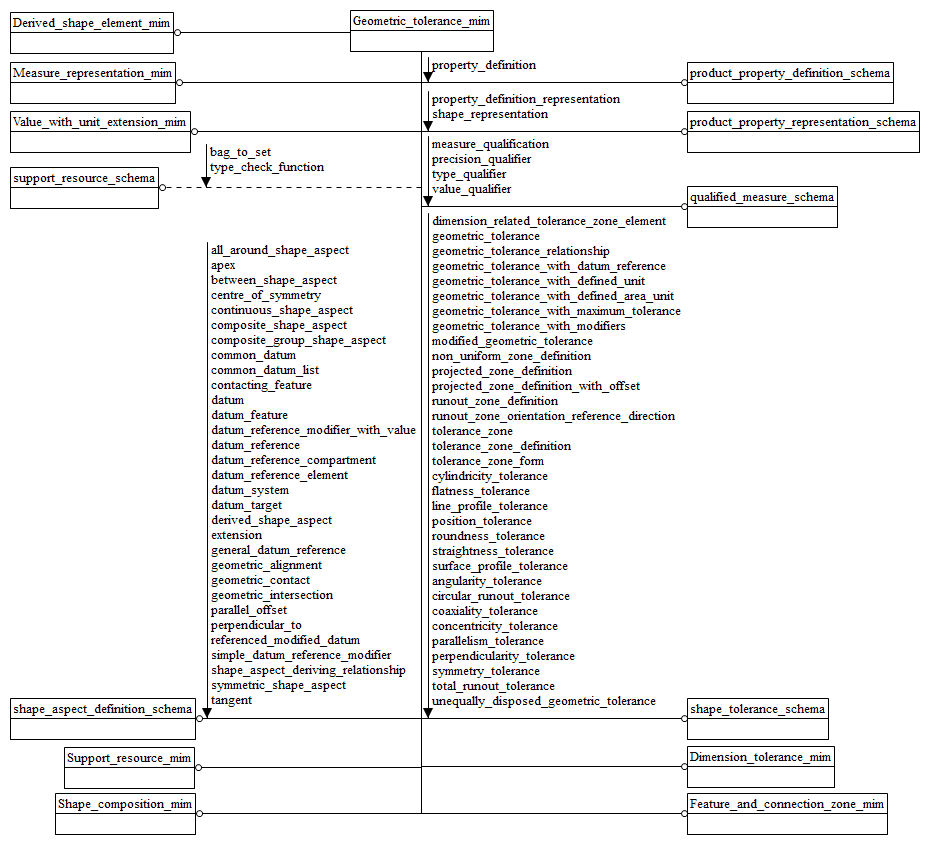 Derived_shape_element_mim
Geometric_tolerance_mim
Measure_representation_mim
property_definition
product_property_definition_schema
Value_with_unit_extension_mim
property_definition_representation
shape_representation
product_property_representation_schema
bag_to_set
type_check_function
support_resource_schema
measure_qualification
precision_qualifier
type_qualifier
value_qualifier
qualified_measure_schema
all_around_shape_aspect
apex
between_shape_aspect
centre_of_symmetry
continuous_shape_aspect
composite_shape_aspect
composite_group_shape_aspect
common_datum
common_datum_list
contacting_feature
datum
datum_feature
datum_reference_modifier_with_value
datum_reference
datum_reference_compartment
datum_reference_element
datum_system
datum_target
derived_shape_aspect
extension
general_datum_reference
geometric_alignment
geometric_contact
geometric_intersection
parallel_offset
perpendicular_to
referenced_modified_datum
simple_datum_reference_modifier
shape_aspect_deriving_relationship
symmetric_shape_aspect
tangent
dimension_related_tolerance_zone_element
geometric_tolerance
geometric_tolerance_relationship
geometric_tolerance_with_datum_reference
geometric_tolerance_with_defined_unit
geometric_tolerance_with_defined_area_unit
geometric_tolerance_with_maximum_tolerance
geometric_tolerance_with_modifiers
modified_geometric_tolerance
non_uniform_zone_definition
projected_zone_definition
projected_zone_definition_with_offset
runout_zone_definition
runout_zone_orientation_reference_direction
tolerance_zone
tolerance_zone_definition
tolerance_zone_form
cylindricity_tolerance
flatness_tolerance
line_profile_tolerance
position_tolerance
roundness_tolerance
straightness_tolerance
surface_profile_tolerance
angularity_tolerance
circular_runout_tolerance
coaxiality_tolerance
concentricity_tolerance
parallelism_tolerance
perpendicularity_tolerance
symmetry_tolerance
total_runout_tolerance
unequally_disposed_geometric_tolerance
shape_aspect_definition_schema
shape_tolerance_schema
Support_resource_mim
Dimension_tolerance_mim
Shape_composition_mim
Feature_and_connection_zone_mim